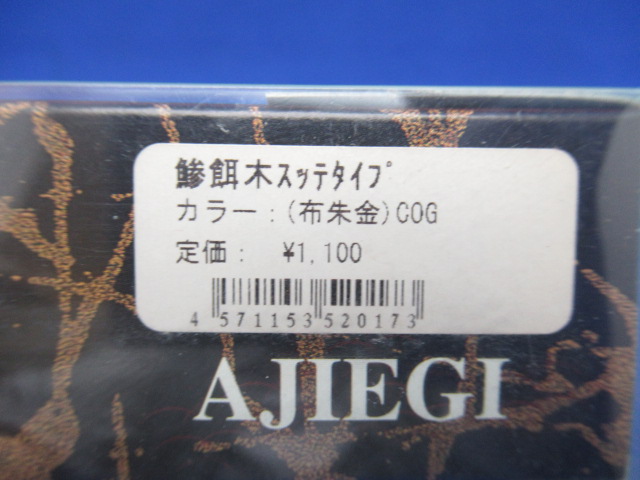 鯵餌木ｽｯﾃﾀｲﾌﾟ
カラー：(布朱金)COG
定価： ¥1,100
4 571153 520173
AJIEGI